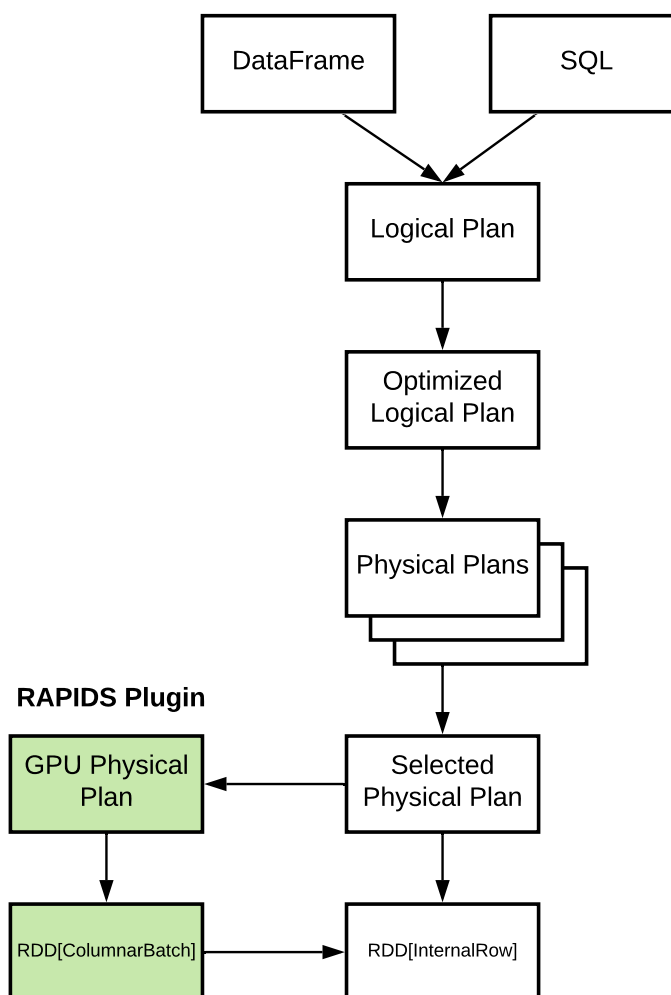 DataFrame
SQL
Logical Plan
Optimized
Logical Plan
Physical Plans
RAPIDS Plugin
GPU Physical
Plan
Selected
Physical Plan
RDD[ColumnarBatch]
RDD[InternalRow]